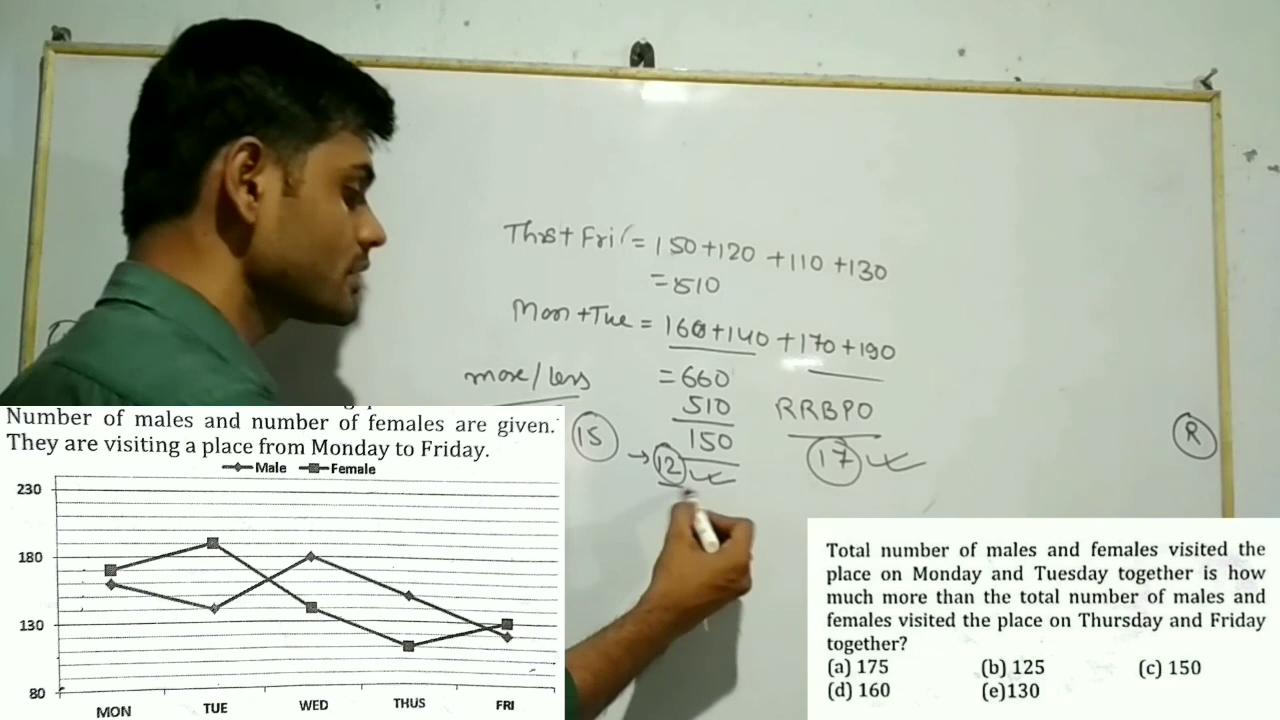 Thrs+Fri = 150+120 +110 +130
= 510
Mon+Tue = 160+140 +170+190
more/less
= 660
510
150
RRBPO
15
→ 12
17
R
Number of males and number of females are given.
They are visiting a place from Monday to Friday.
Male Female
230
180
130
80
MON TUE WED THUS FRI
Total number of males and females visited the
place on Monday and Tuesday together is how
much more than the total number of males and
females visited the place on Thursday and Friday
together?
(a) 175 (b) 125 (c) 150
(d) 160 (e)130